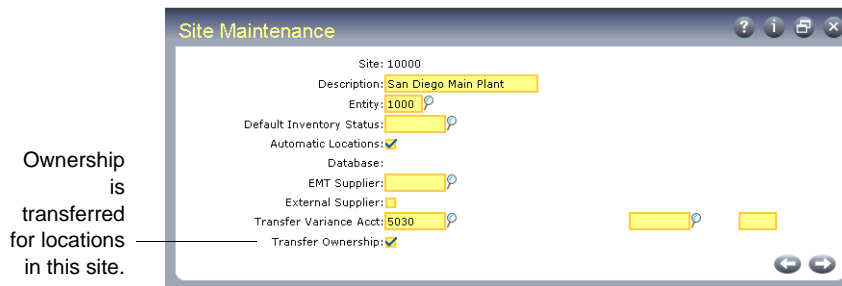 Site Maintenance
? i
Site: 10000
Description: San Diego Main Plant
Entity: 1000
Default Inventory Status:
Automatic Locations:
Database:
EMT Supplier:
External Supplier:
Transfer Variance Acct: 5030
Transfer Ownership:
Ownership
is
transferred
for locations
in this site.